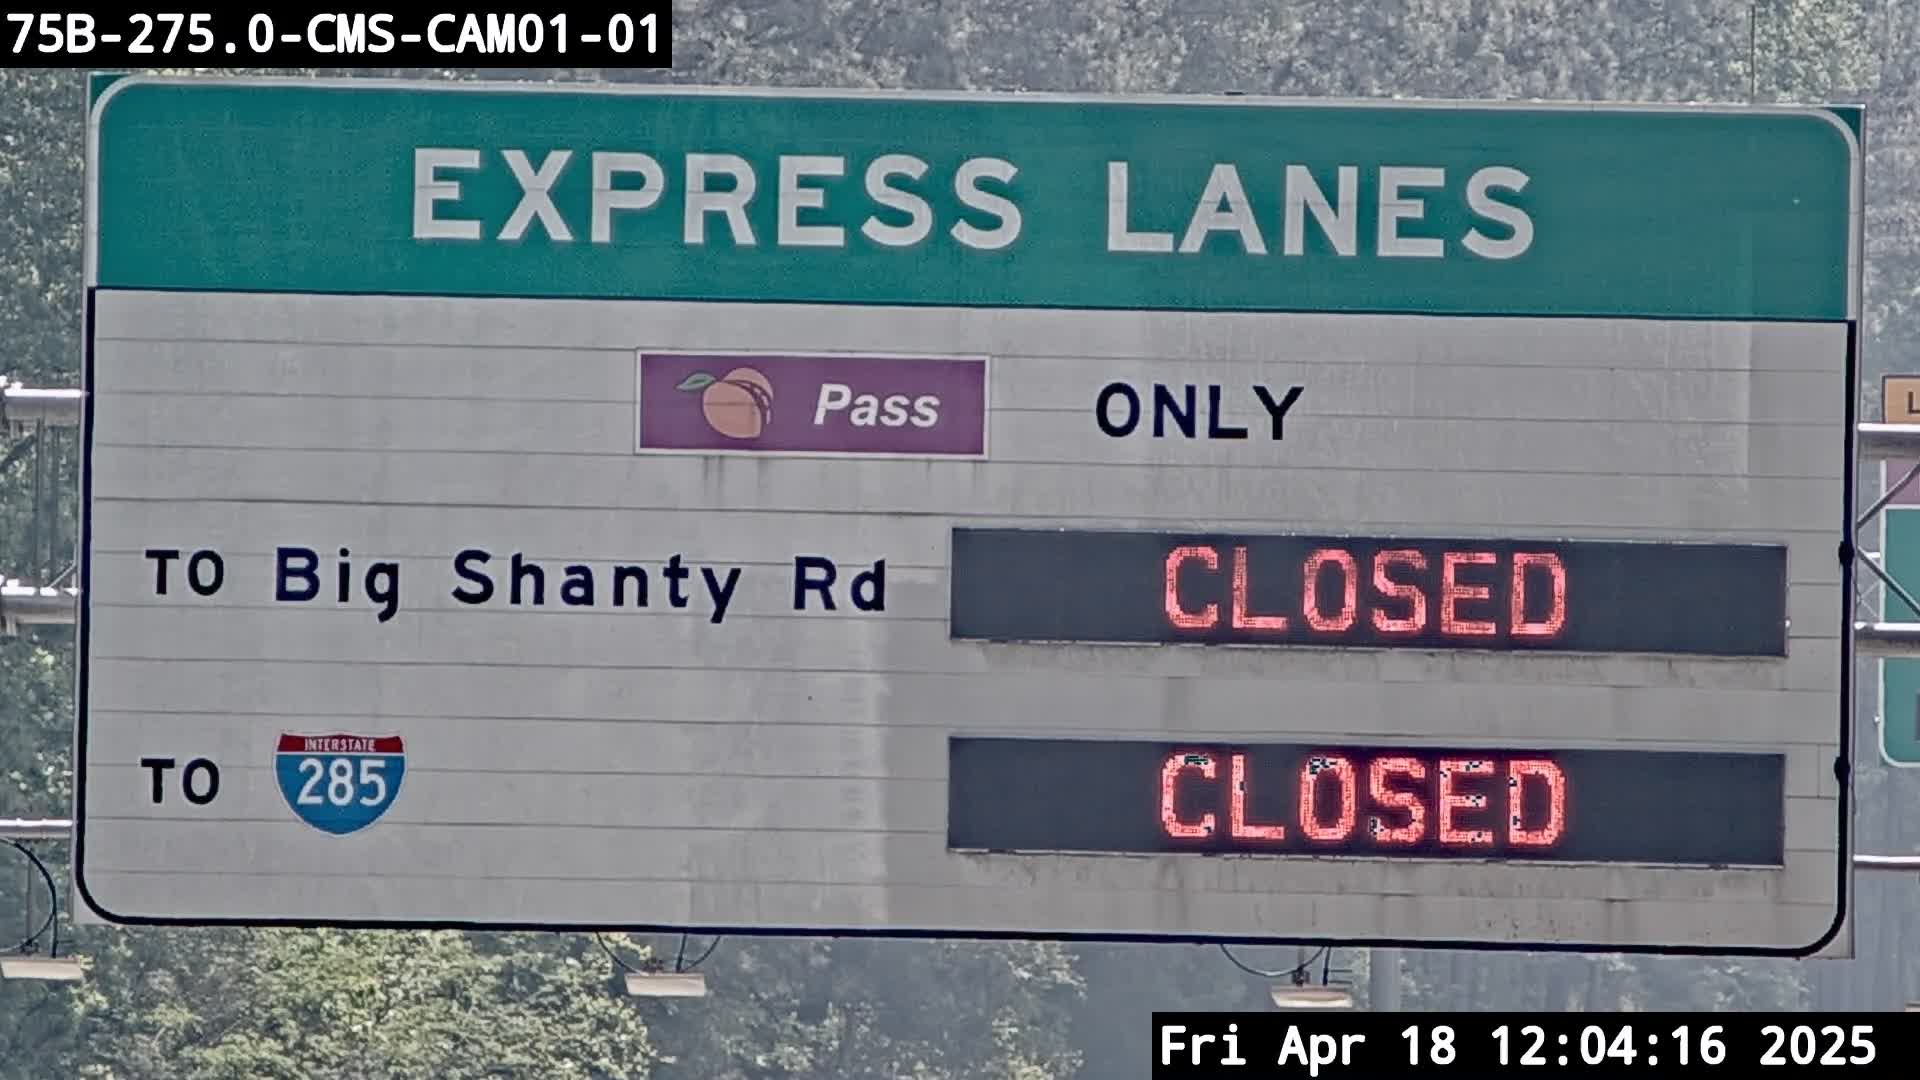 75B-275.0-CMS-CAM01-01
EXPRESS LANES
Pass ONLY
TO Big Shanty Rd CLOSED
TO INTERSTATE 285 CLOSED
Fri Apr 18 12:04:16 2025